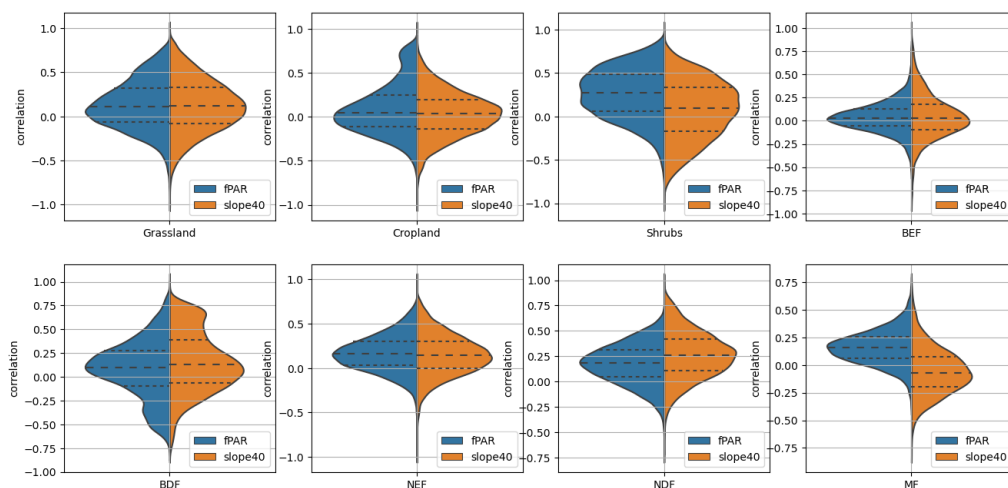 correlation
1.0
0.5
0.0
−0.5
−1.0
fPAR
slope40
Grassland
correlation
1.0
0.5
0.0
−0.5
−1.0
fPAR
slope40
Cropland
correlation
1.0
0.5
0.0
−0.5
−1.0
fPAR
slope40
Shrubs
correlation
1.00
0.75
0.50
0.25
0.00
−0.25
−0.50
−0.75
−1.00
fPAR
slope40
BEF
correlation
1.00
0.75
0.50
0.25
0.00
−0.25
−0.50
−0.75
−1.00
fPAR
slope40
BDF
correlation
1.0
0.5
0.0
−0.5
−1.0
fPAR
slope40
NEF
correlation
1.00
0.75
0.50
0.25
0.00
−0.25
−0.50
−0.75
fPAR
slope40
NDF
correlation
0.75
0.50
0.25
0.00
−0.25
−0.50
−0.75
fPAR
slope40
MF